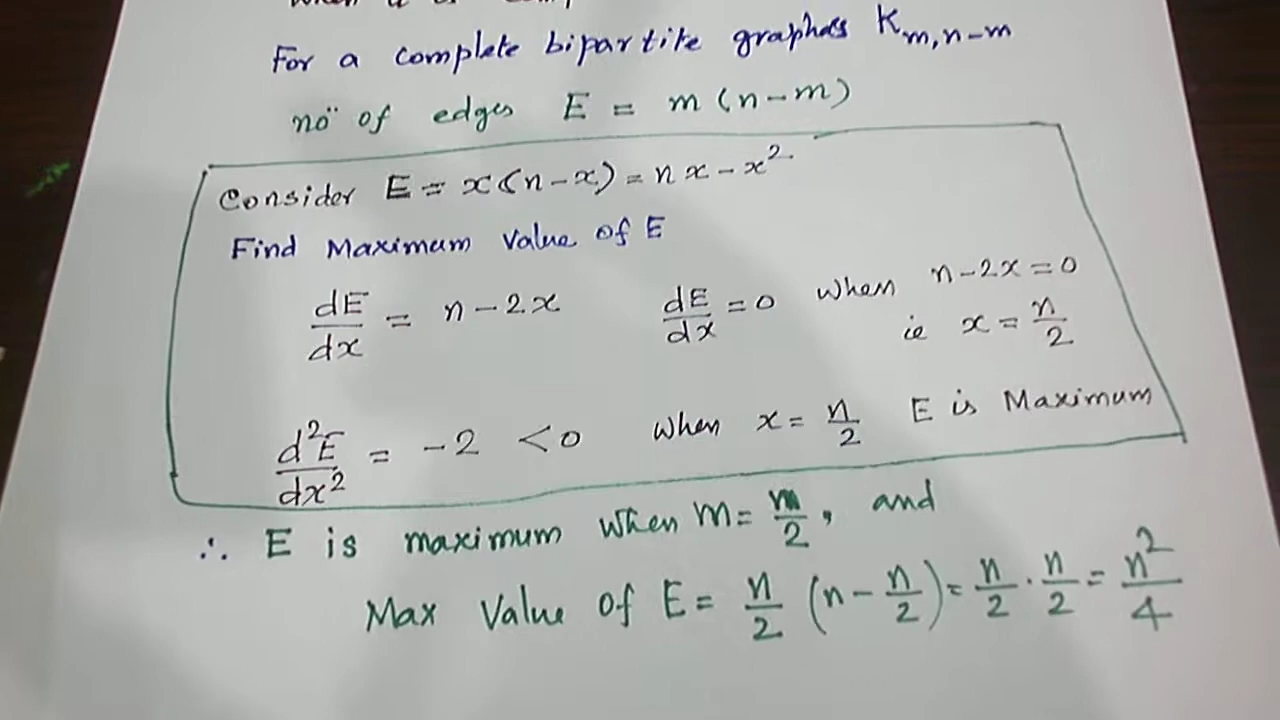 For a complete bipartite graphs K_{m,n-m}
no of edges E = m(n-m)
Consider E = x(n-x) = nx - x²
Find Maximum Value of E
dE/dx = n - 2x   dE/dx = 0 when n - 2x = 0
ie x = n/2
d²E/dx² = -2 < 0 when x = n/2 E is Maximum
∴ E is maximum when m = n/2, and
Max Value of E = n/2 (n - n/2) = n/2 · n/2 = n²/4